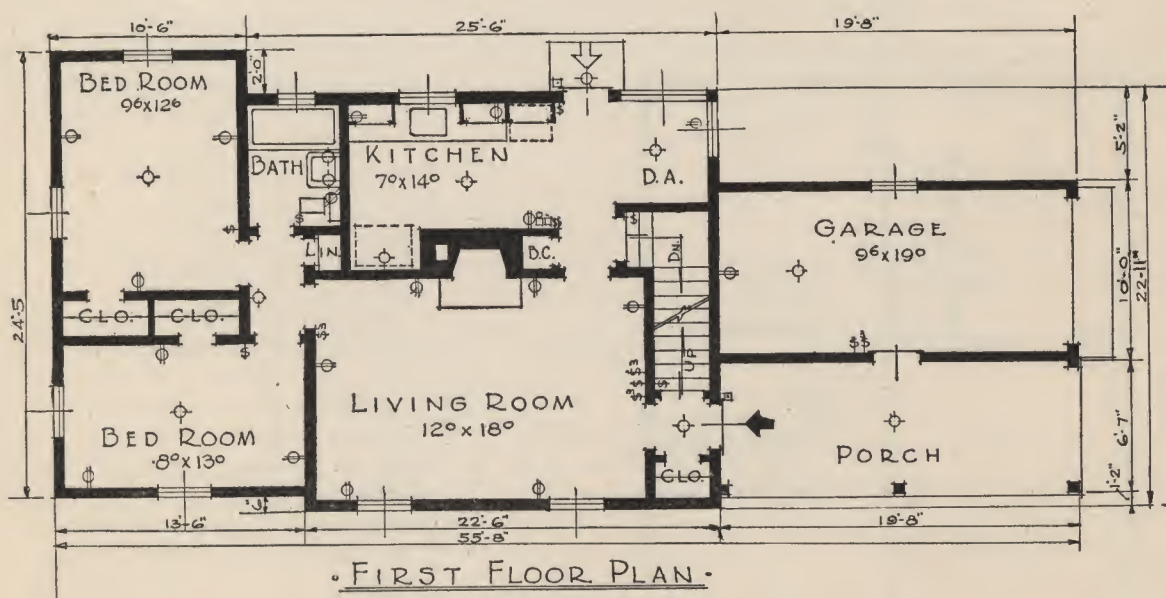 10'-6" 25'-6" 19'-8"
2'-0"
BED ROOM
9⁶x12⁶
BATH
KITCHEN
7⁰x14⁰
D.A.
5'-2"
LIN.
B.C.
DN.
GARAGE
9⁶x19⁰
10'-0"
22'-11"
24'-5
CLO. CLO.
UP
LIVING ROOM
12⁰x18⁰
BED ROOM
8⁰x13⁰
PORCH
6'-7"
CLO.
1'-2"
13'-6" 22'-6" 19'-8"
55'-8"
· FIRST FLOOR PLAN ·